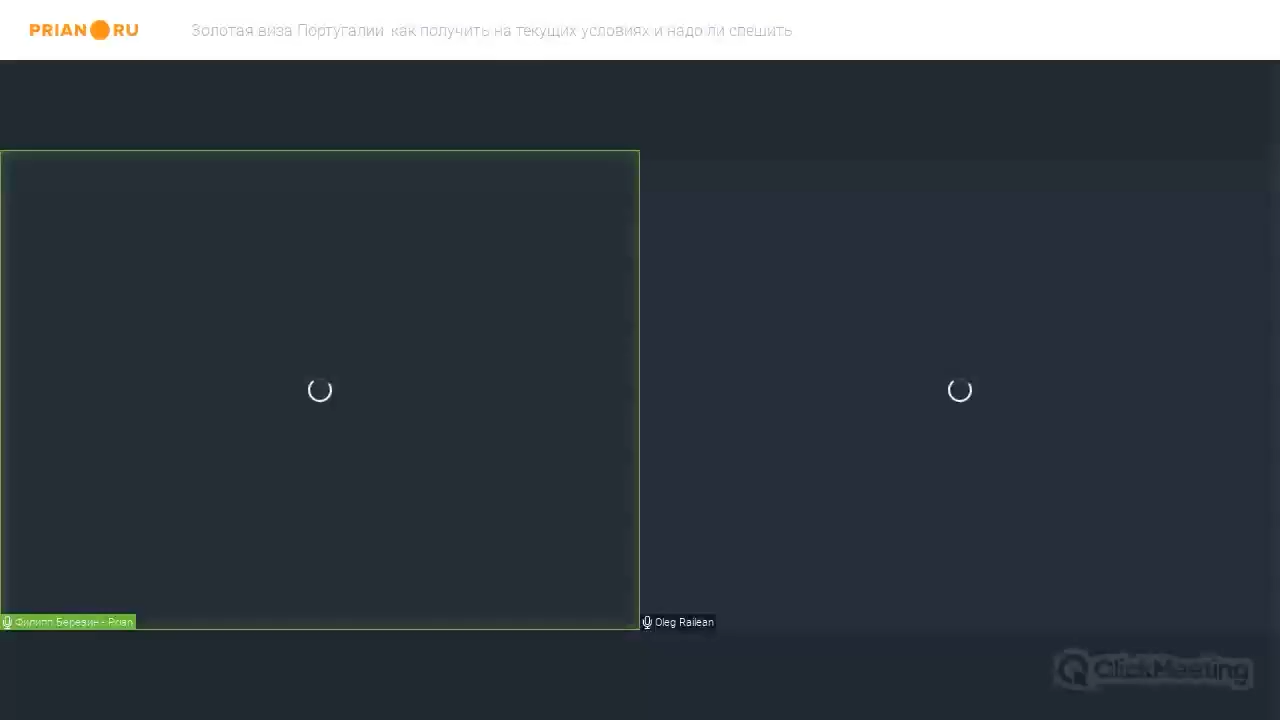 PRIAN RU
Золотая виза Португалии: как получить на текущих условиях и надо ли спешить
Филипп Березин - Prian
Oleg Railean
ClickMeeting